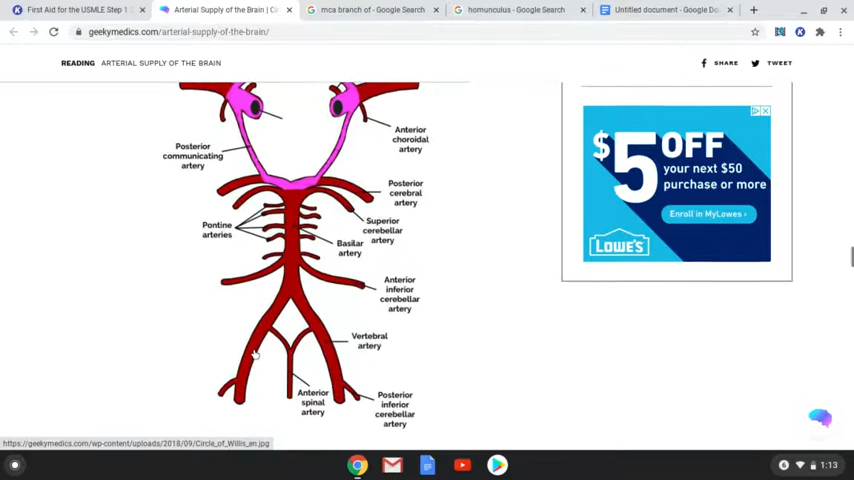 First Aid for the USMLE Step 1 2
Arterial Supply of the Brain | Ci
mca branch of - Google Search
homunculus - Google Search
Untitled document - Google Do
geekymedics.com/arterial-supply-of-the-brain/
READING ARTERIAL SUPPLY OF THE BRAIN
SHARE TWEET
Posterior
communicating
artery
Anterior
choroidal
artery
Posterior
cerebral
artery
Pontine
arteries
Superior
cerebellar
artery
Basilar
artery
Anterior
inferior
cerebellar
artery
Vertebral
artery
Anterior
spinal
artery
Posterior
inferior
cerebellar
artery
$5 OFF
your next $50
purchase or more
Enroll in MyLowe's ›
LOWE'S
https://geekymedics.com/wp-content/uploads/2018/09/Circle_of_Willis_en.jpg
6 1:13